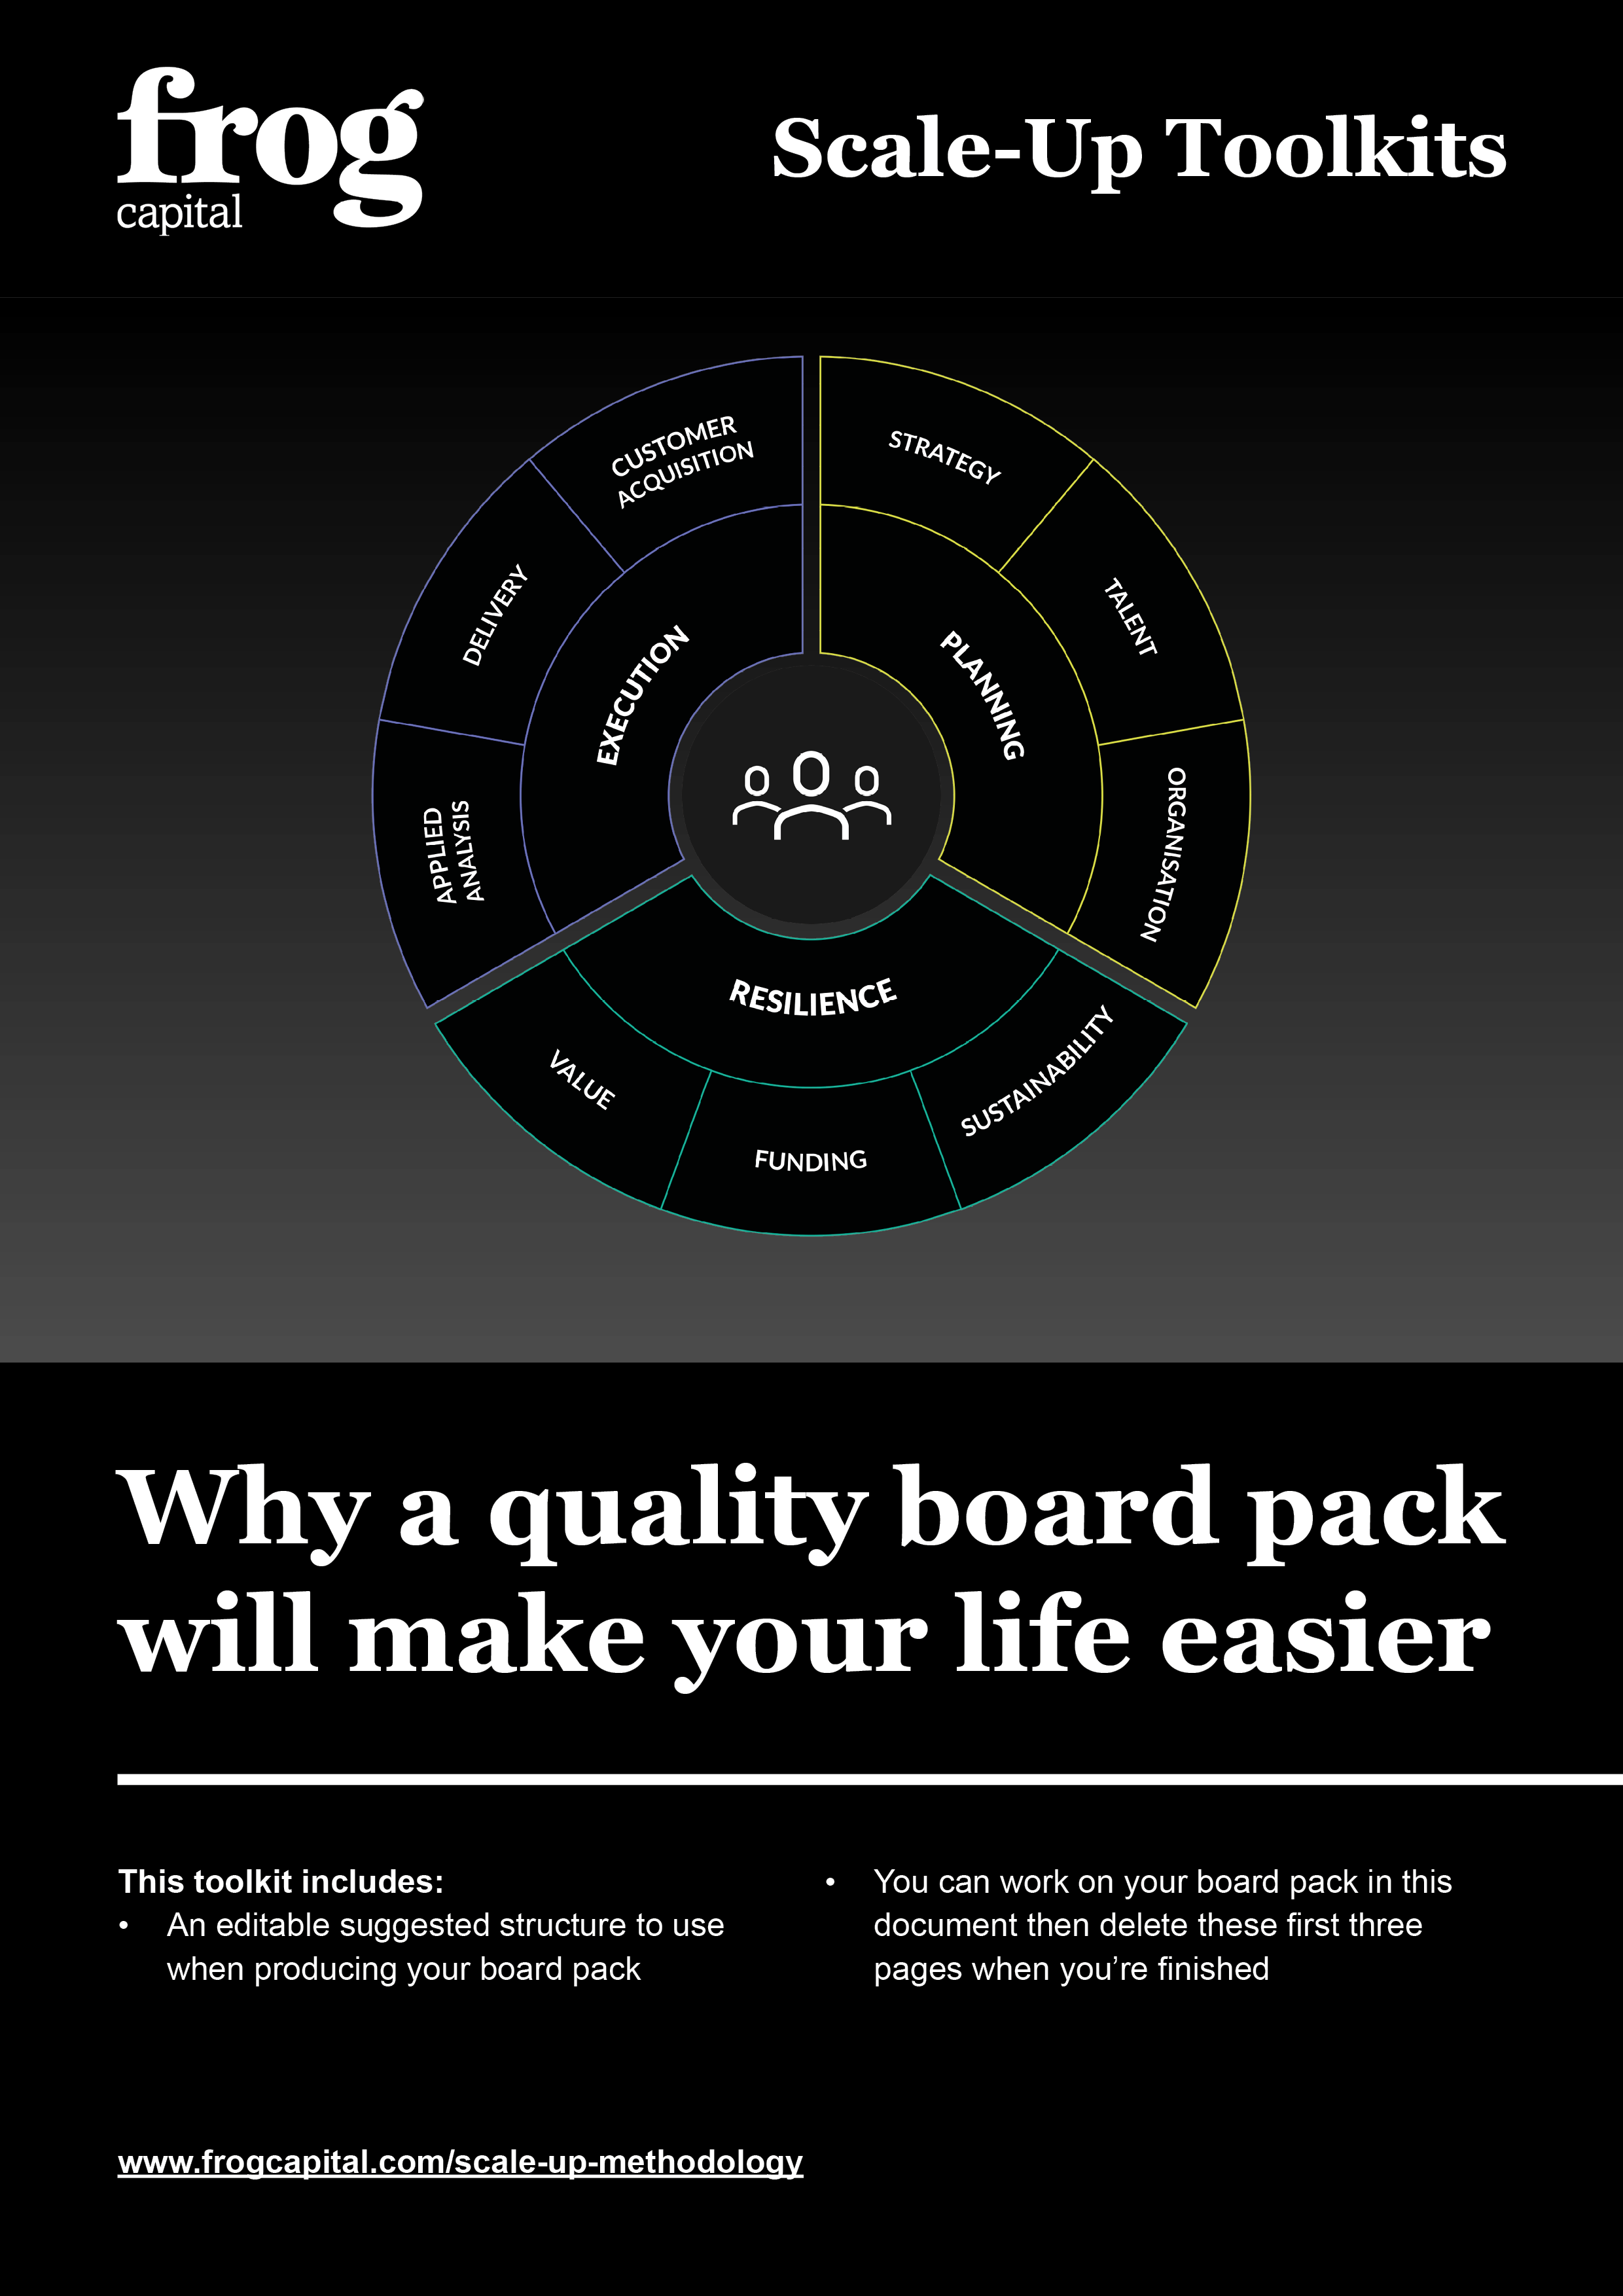 frog
capital
Scale-Up Toolkits
CUSTOMER
ACQUISITION
STRATEGY
DELIVERY
TALENT
EXECUTION
PLANNING
APPLIED
ANALYSIS
ORGANISATION
RESILIENCE
VALUE
FUNDING
SUSTAINABILITY
Why a quality board pack
will make your life easier
This toolkit includes:
• An editable suggested structure to use
when producing your board pack
• You can work on your board pack in this
document then delete these first three
pages when you’re finished
www.frogcapital.com/scale-up-methodology